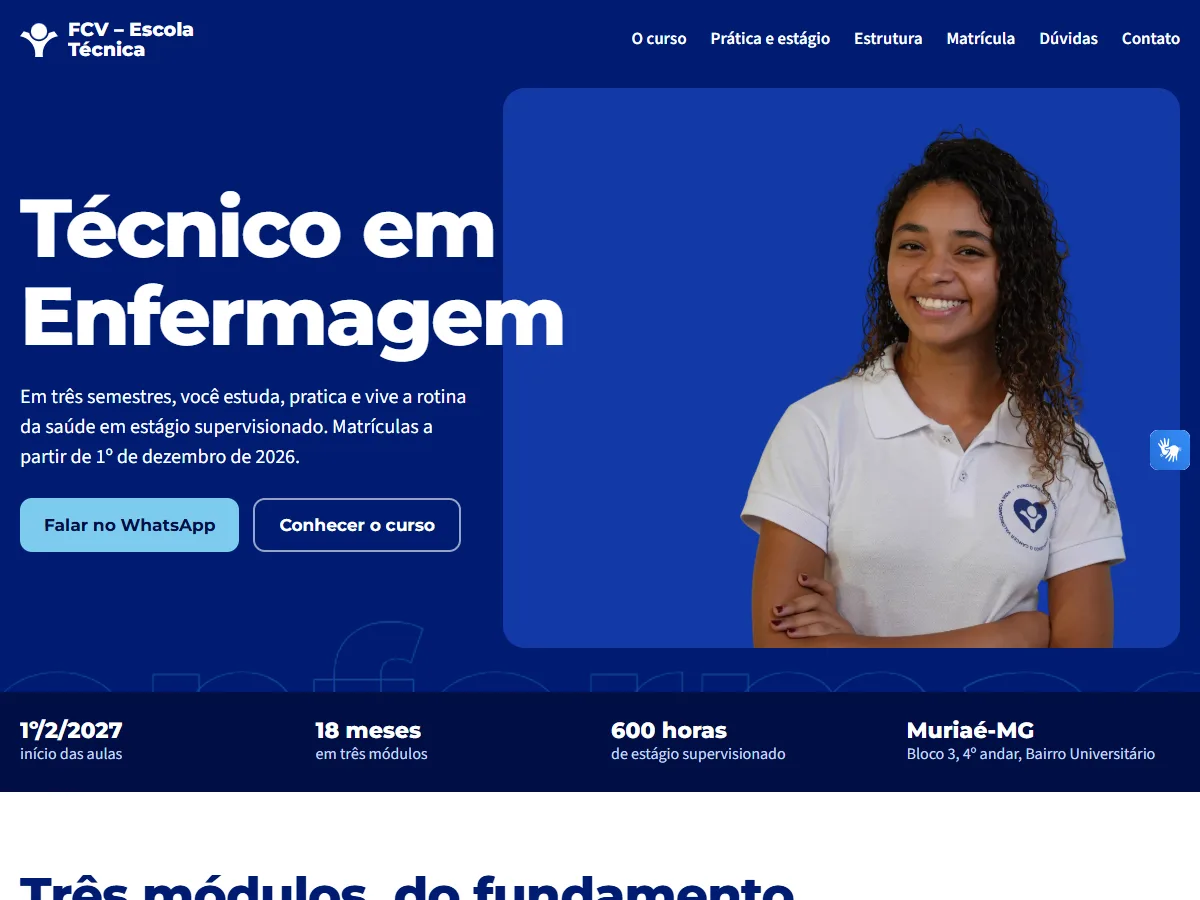 FCV – Escola
Técnica
O curso
Prática e estágio
Estrutura
Matrícula
Dúvidas
Contato
Técnico em
Enfermagem
Em três semestres, você estuda, pratica e vive a rotina
da saúde em estágio supervisionado. Matrículas a
partir de 1º de dezembro de 2026.
Falar no WhatsApp
Conhecer o curso
1º/2/2027
início das aulas
18 meses
em três módulos
600 horas
de estágio supervisionado
Muriaé-MG
Bloco 3, 4º andar, Bairro Universitário
Três módulos, do fundamento